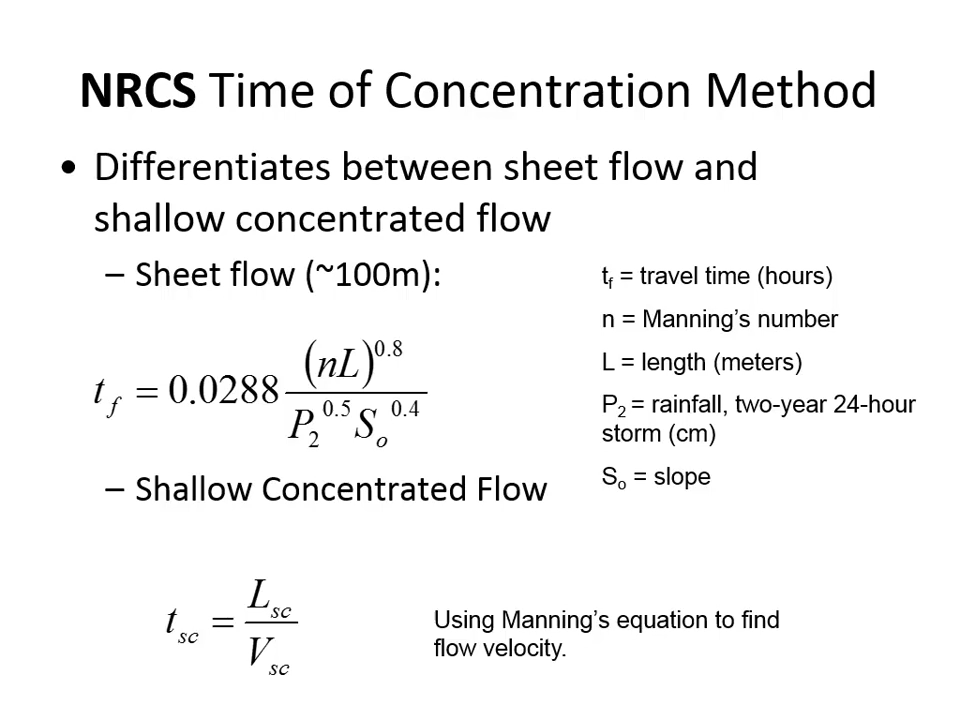 NRCS Time of Concentration Method
• Differentiates between sheet flow and
shallow concentrated flow
– Sheet flow (~100m):
t_f = 0.0288 (nL)^0.8 / (P_2^0.5 S_o^0.4)
– Shallow Concentrated Flow
t_sc = L_sc / V_sc
t_f = travel time (hours)
n = Manning’s number
L = length (meters)
P_2 = rainfall, two-year 24-hour
storm (cm)
S_o = slope
Using Manning’s equation to find
flow velocity.